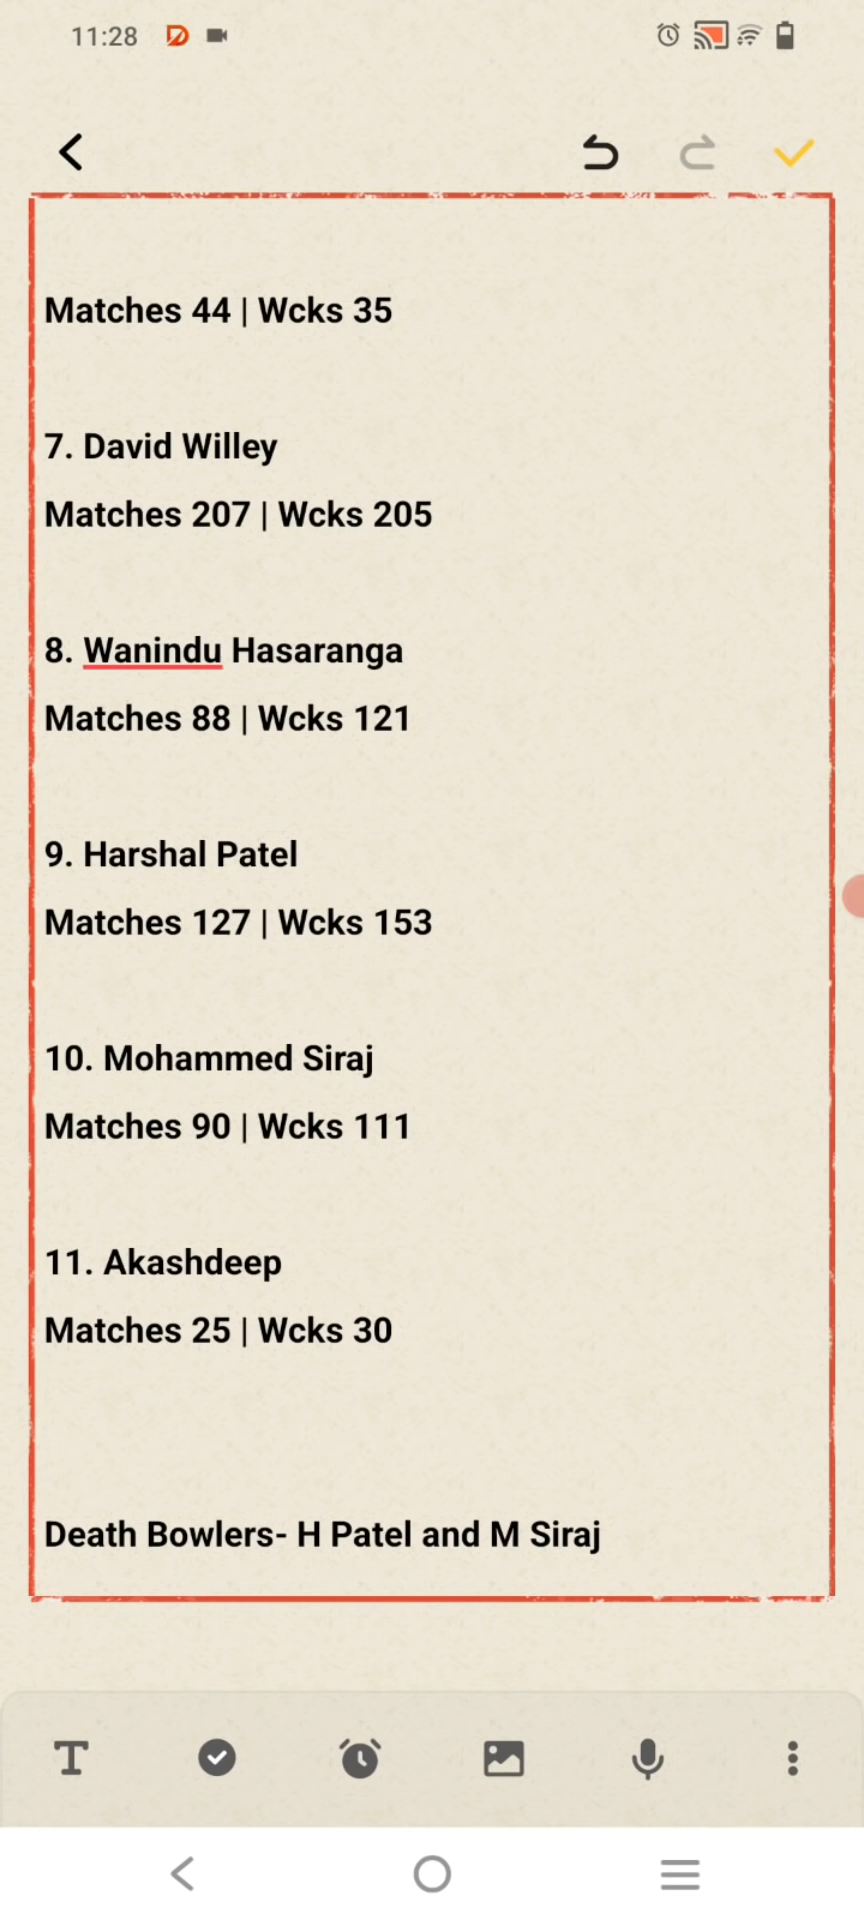 11:28
Matches 44 | Wcks 35
7. David Willey
Matches 207 | Wcks 205
8. Wanindu Hasaranga
Matches 88 | Wcks 121
9. Harshal Patel
Matches 127 | Wcks 153
10. Mohammed Siraj
Matches 90 | Wcks 111
11. Akashdeep
Matches 25 | Wcks 30
Death Bowlers- H Patel and M Siraj